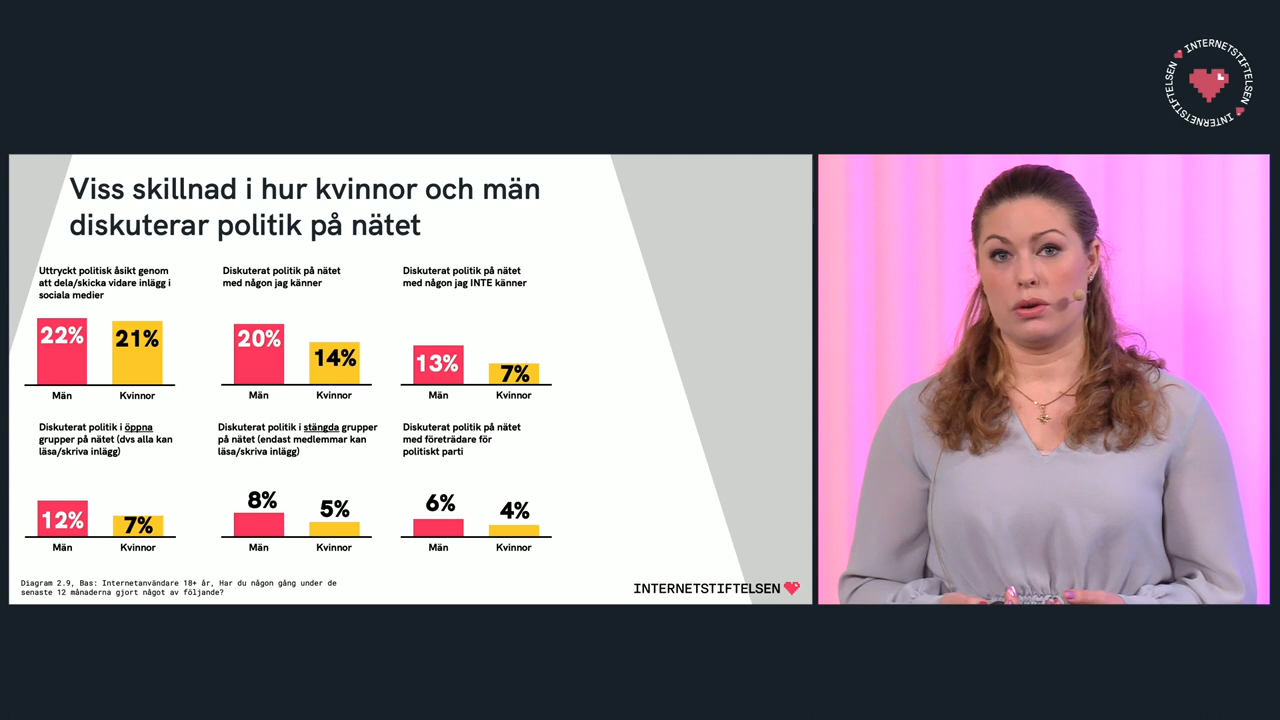 INTERNETSTIFTELSEN
INTERNETSTIFTELSEN
Viss skillnad i hur kvinnor och män
diskuterar politik på nätet
Uttryckt politisk åsikt genom
att dela/skicka vidare inlägg i
sociala medier
22%
21%
Män
Kvinnor
Diskuterat politik på nätet
med någon jag känner
20%
14%
Män
Kvinnor
Diskuterat politik på nätet
med någon jag INTE känner
13%
7%
Män
Kvinnor
Diskuterat politik i öppna
grupper på nätet (dvs alla kan
läsa/skriva inlägg)
12%
7%
Män
Kvinnor
Diskuterat politik i stängda grupper
på nätet (endast medlemmar kan
läsa/skriva inlägg)
8%
5%
Män
Kvinnor
Diskuterat politik på nätet
med företrädare för
politiskt parti
6%
4%
Män
Kvinnor
Diagram 2.9, Bas: Internetanvändare 18+ år, Har du någon gång under de
senaste 12 månaderna gjort något av följande?
INTERNETSTIFTELSEN